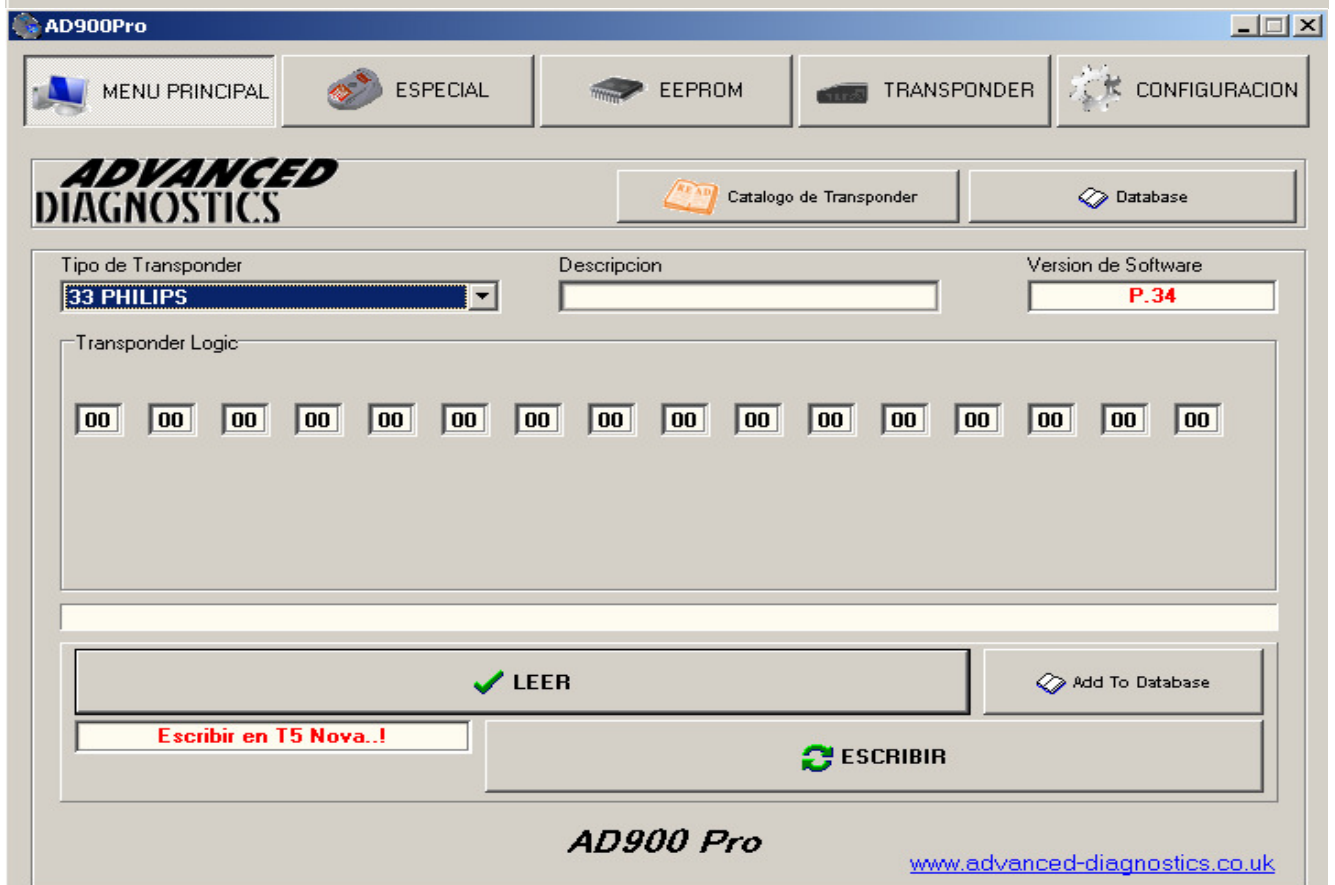 AD900Pro
MENU PRINCIPAL ESPECIAL EEPROM TRANSPONDER CONFIGURACION
ADVANCED
DIAGNOSTICS
READ Catalogo de Transponder Database
Tipo de Transponder Descripcion Version de Software
33 PHILIPS P.34
Transponder Logic
00 00 00 00 00 00 00 00 00 00 00 00 00 00 00 00
LEER Add To Database
Escribir en T5 Nova..!
ESCRIBIR
AD900 Pro
www.advanced-diagnostics.co.uk